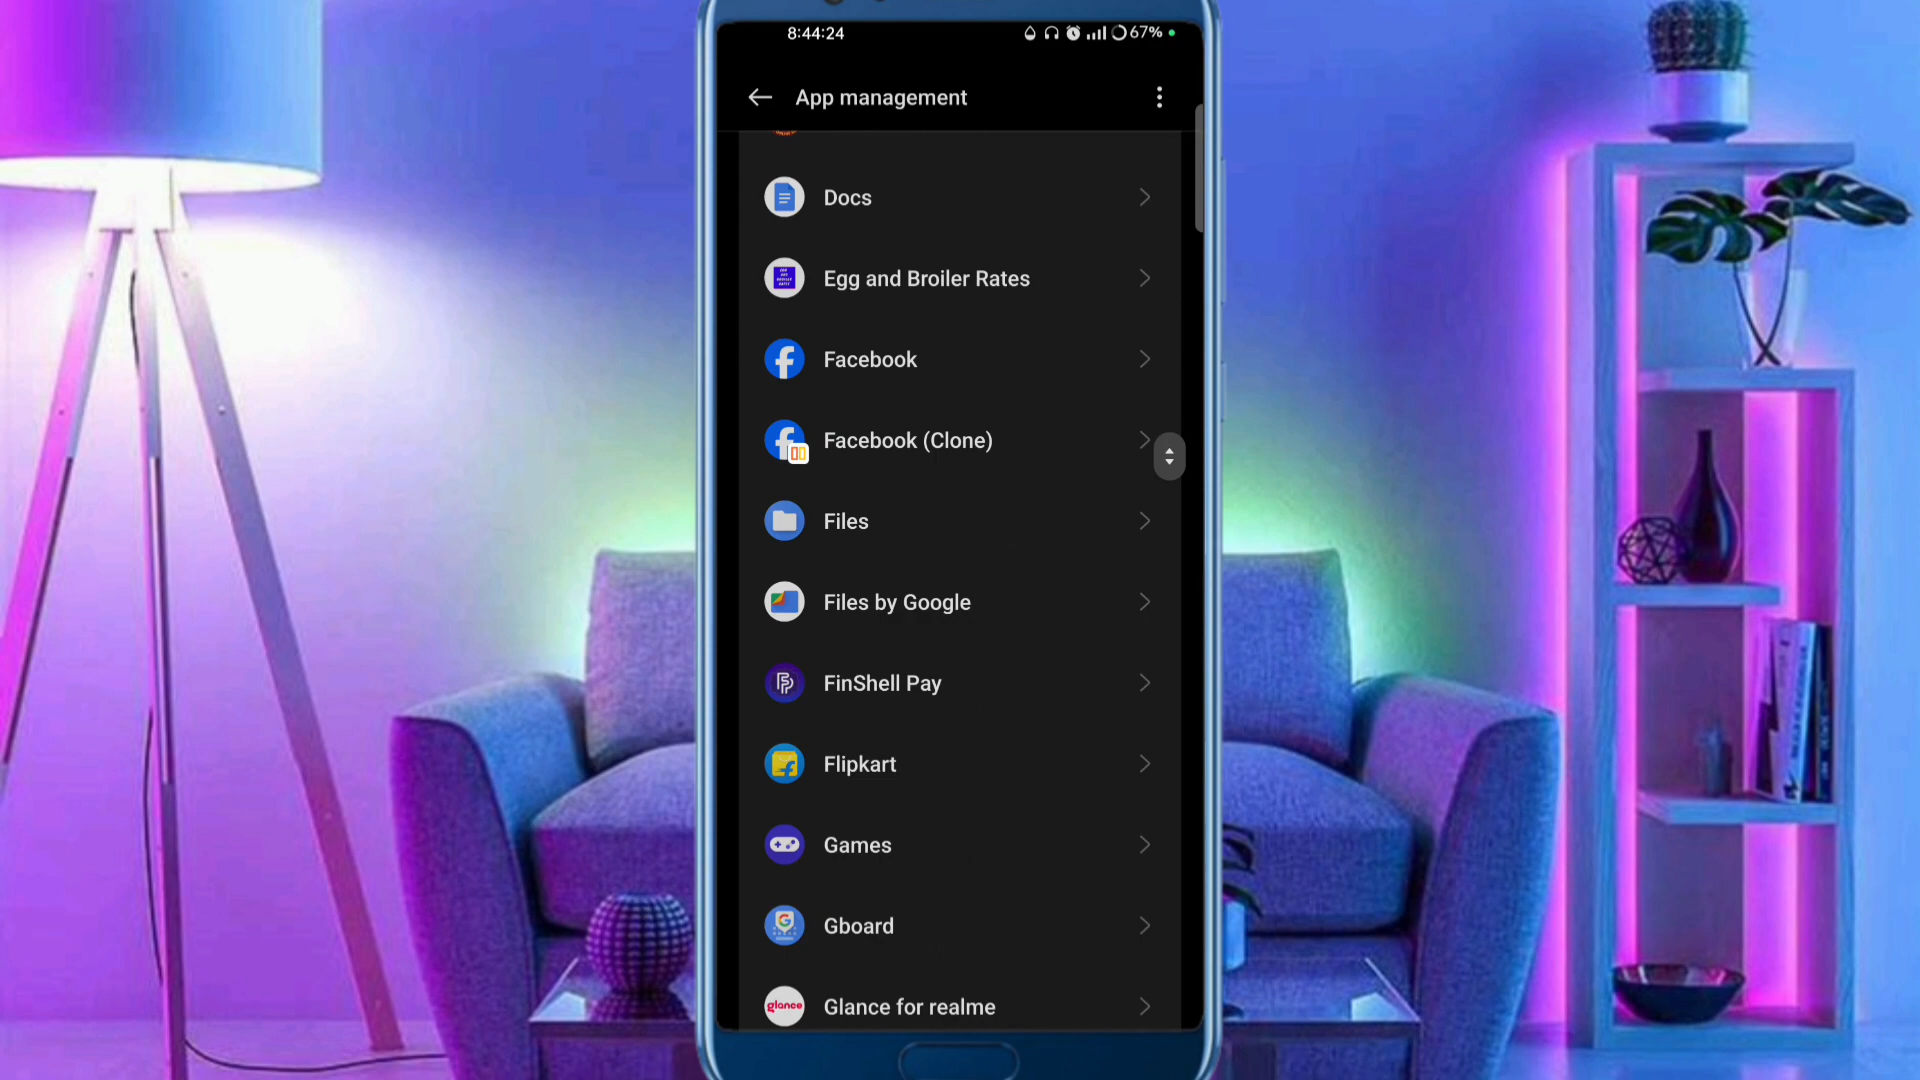 8:44:24
67%
App management
Docs
Egg and Broiler Rates
Facebook
Facebook (Clone)
Files
Files by Google
FinShell Pay
Flipkart
Games
Gboard
glance
Glance for realme